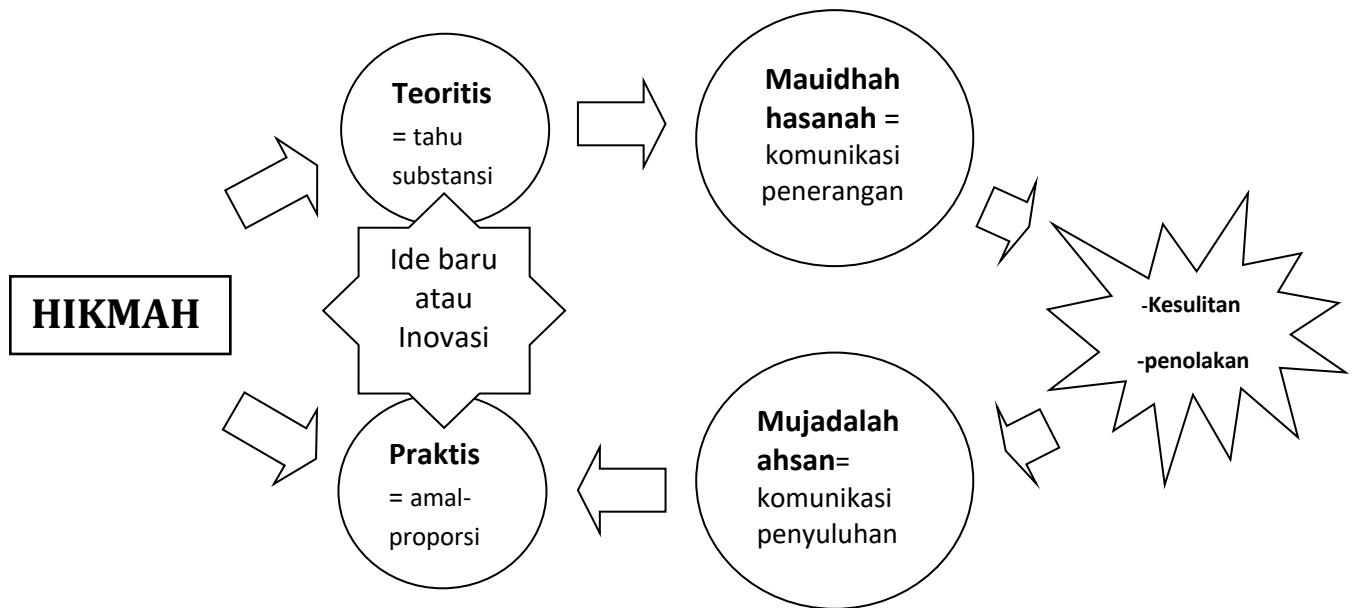 HIKMAH
Teoritis
= tahu
substansi
Ide baru
atau
Inovasi
Praktis
= amal-
proporsi
Mauidhah
hasanah =
komunikasi
penerangan
-Kesulitan
-penolakan
Mujadalah
ahsan=
komunikasi
penyuluhan